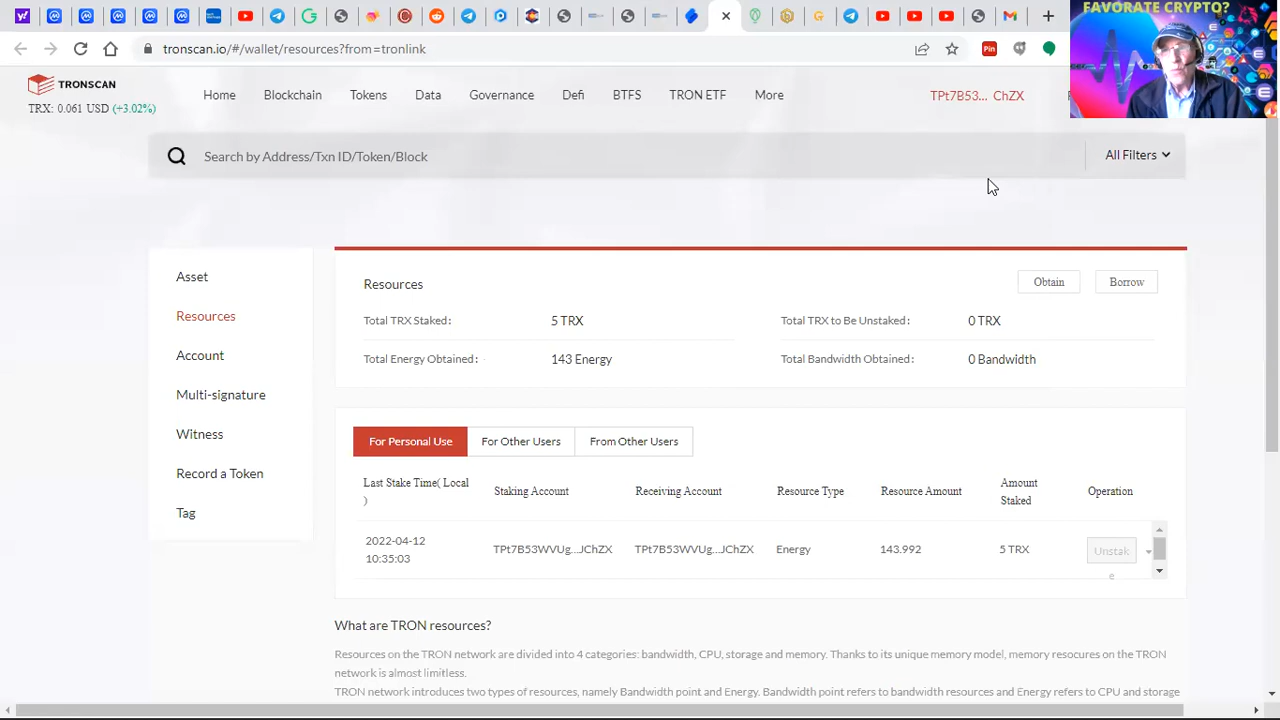 FAVORATE CRYPTO?
tronscan.io/#/wallet/resources?from=tronlink
Pin
TRONSCAN
TRX: 0.061 USD (+3.02%)
Home Blockchain Tokens Data Governance Defi BTFS TRON ETF More TPt7B53... ChZX
Search by Address/Txn ID/Token/Block All Filters
Asset
Resources
Account
Multi-signature
Witness
Record a Token
Tag
Resources Obtain Borrow
Total TRX Staked: 5 TRX Total TRX to Be Unstaked: 0 TRX
Total Energy Obtained: 143 Energy Total Bandwidth Obtained: 0 Bandwidth
For Personal Use For Other Users From Other Users
Last Stake Time( Local
) Staking Account Receiving Account Resource Type Resource Amount Amount
Staked Operation
2022-04-12
10:35:03 TPt7B53WVUg...JChZX TPt7B53WVUg...JChZX Energy 143.992 5 TRX Unstak
e
What are TRON resources?
Resources on the TRON network are divided into 4 categories: bandwidth, CPU, storage and memory. Thanks to its unique memory model, memory resocures on the TRON
network is almost limitless.
TRON network introduces two types of resources, namely Bandwidth point and Energy. Bandwidth point refers to bandwidth resources and Energy refers to CPU and storage